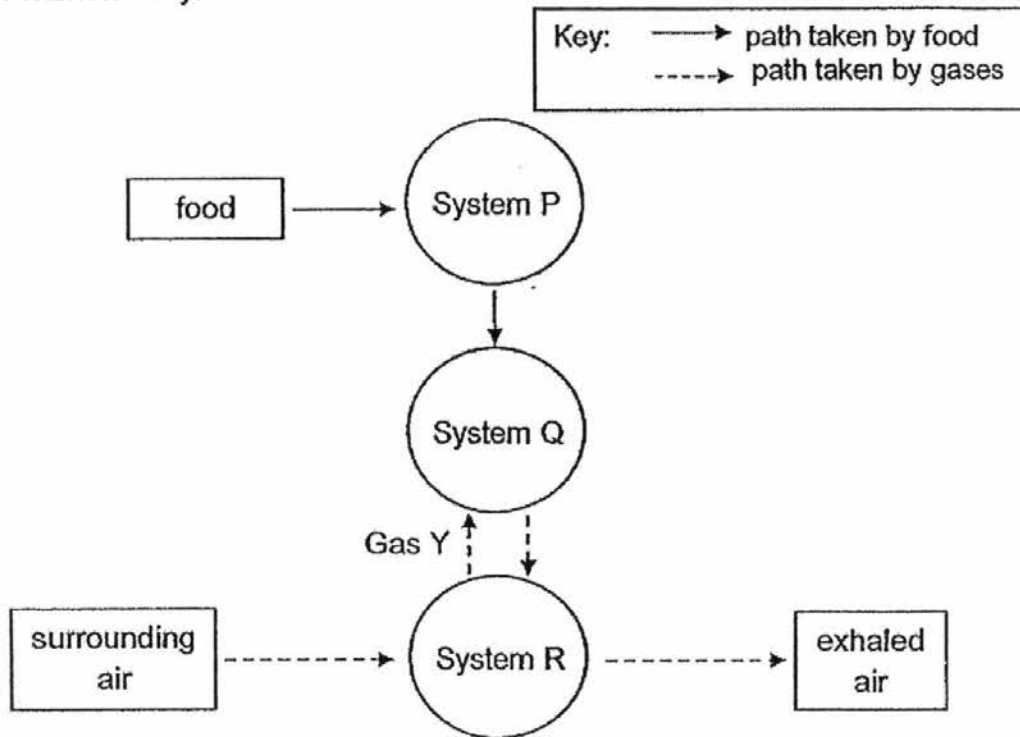 Key:
path taken by food
path taken by gases
food
System P
System Q
Gas Y
surrounding
air
System R
exhaled
air